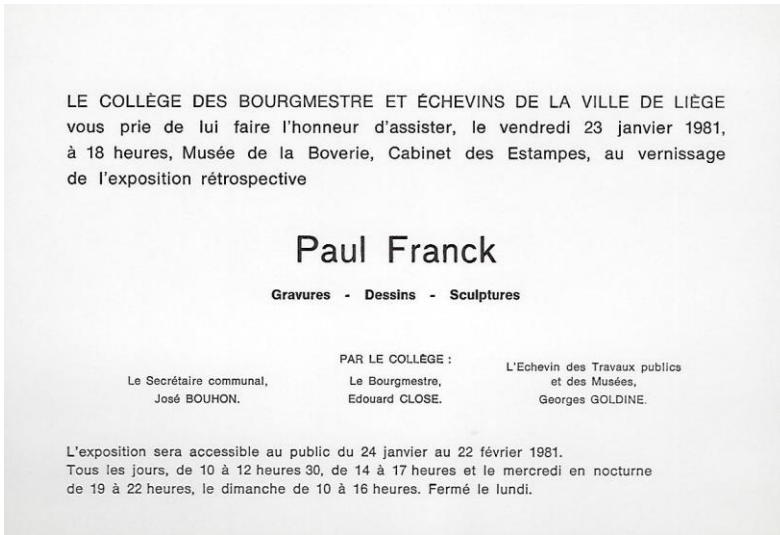 LE COLLÈGE DES BOURGMESTRE ET ÉCHEVINS DE LA VILLE DE LIÈGE
vous prie de lui faire l'honneur d'assister, le vendredi 23 janvier 1981,
à 18 heures, Musée de la Boverie, Cabinet des Estampes, au vernissage
de l'exposition rétrospective
Paul Franck
Gravures - Dessins - Sculptures
PAR LE COLLÈGE :
Le Secrétaire communal,
José BOUHON.
Le Bourgmestre,
Edouard CLOSE.
L'Echevin des Travaux publics
et des Musées,
Georges GOLDINE.
L'exposition sera accessible au public du 24 janvier au 22 février 1981.
Tous les jours, de 10 à 12 heures 30, de 14 à 17 heures et le mercredi en nocturne
de 19 à 22 heures, le dimanche de 10 à 16 heures. Fermé le lundi.